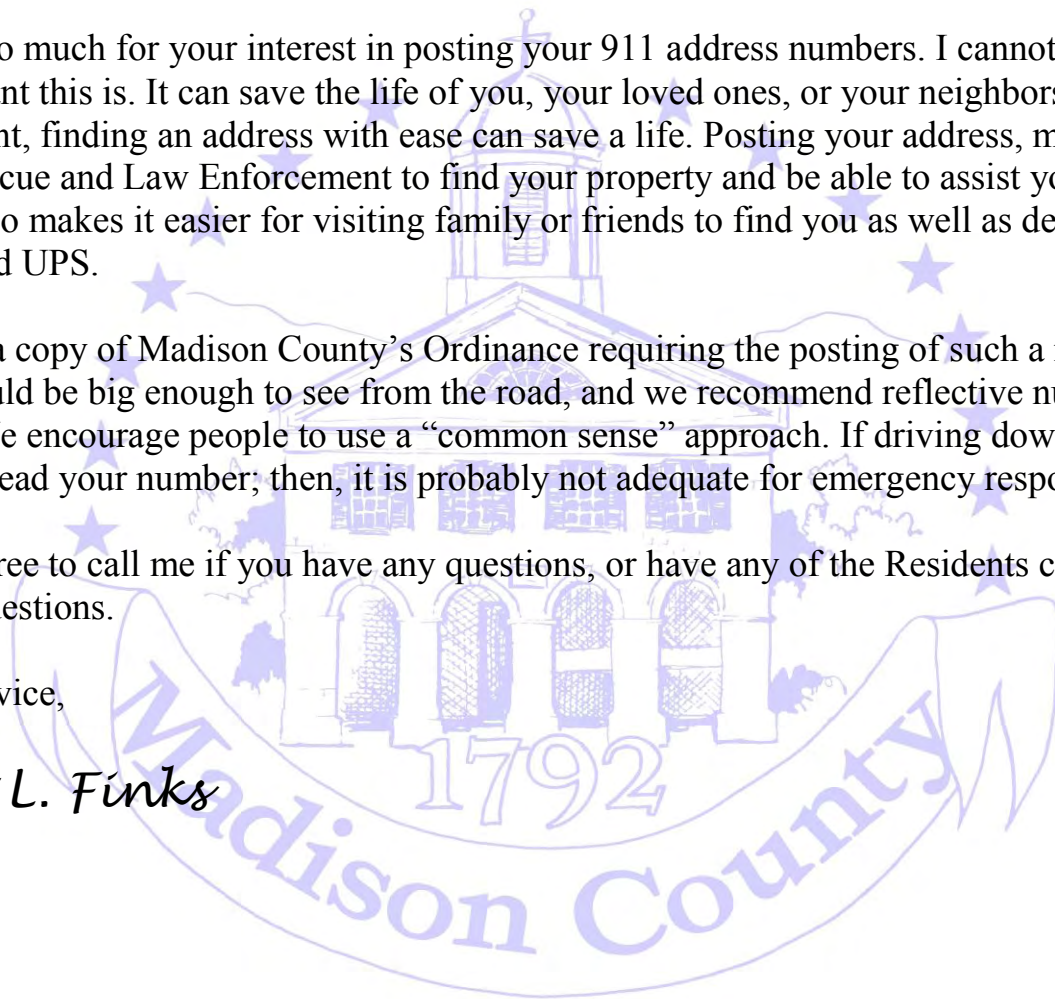 o much for your interest in posting your 911 address numbers. I cannot
nt this is. It can save the life of you, your loved ones, or your neighbors
nt, finding an address with ease can save a life. Posting your address, m
cue and Law Enforcement to find your property and be able to assist yo
o makes it easier for visiting family or friends to find you as well as de
d UPS.
a copy of Madison County’s Ordinance requiring the posting of such a
uld be big enough to see from the road, and we recommend reflective nu
e encourage people to use a “common sense” approach. If driving dow
ead your number; then, it is probably not adequate for emergency respo
ree to call me if you have any questions, or have any of the Residents c
uestions.
vice,
L. Finks
1792
Madison County